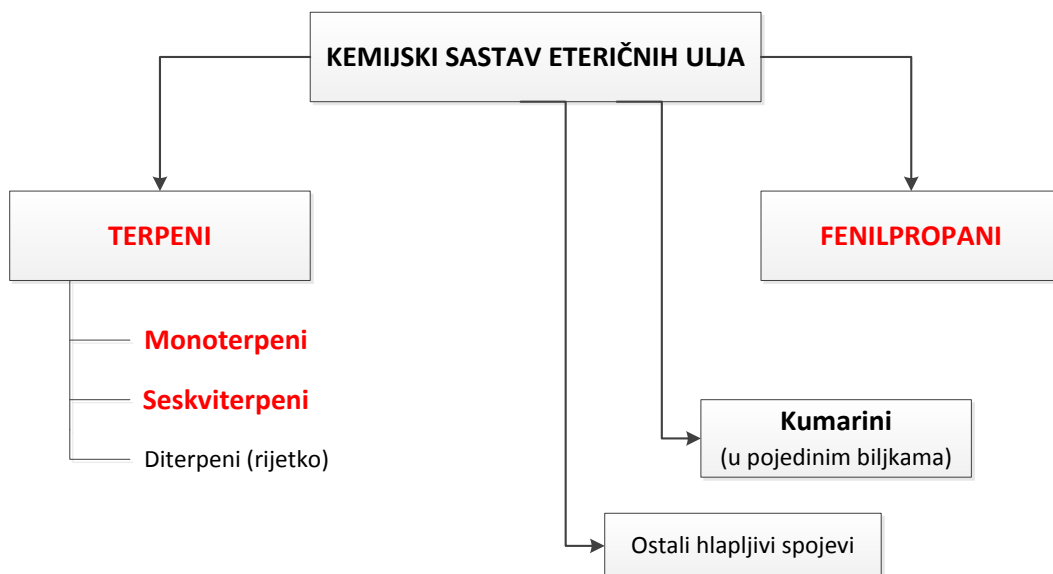 KEMIJSKI SASTAV ETERIČNIH ULJA
TERPENI
FENILPROPANI
Monoterpeni
Seskviterpeni
Diterpeni (rijetko)
Kumarini
(u pojedinim biljkama)
Ostali hlapljivi spojevi